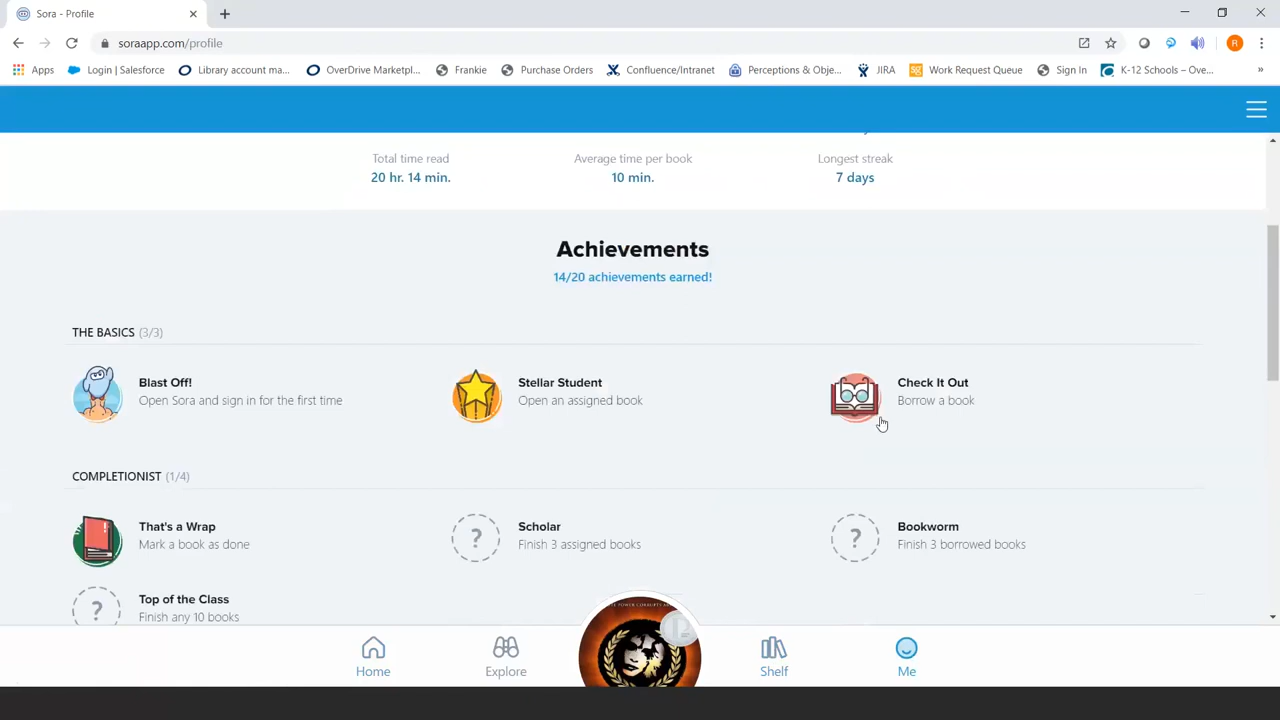 Sora - Profile
soraapp.com/profile
R
Apps
Login | Salesforce
Library account ma...
OverDrive Marketpl...
Frankie
Purchase Orders
Confluence/Intranet
Perceptions & Obje...
JIRA
sg
Work Request Queue
Sign In
K-12 Schools – Ove...
»
Total time read
20 hr. 14 min.
Average time per book
10 min.
Longest streak
7 days
Achievements
14/20 achievements earned!
THE BASICS (3/3)
Blast Off!
Open Sora and sign in for the first time
Stellar Student
Open an assigned book
Check It Out
Borrow a book
COMPLETIONIST (1/4)
That's a Wrap
Mark a book as done
?
Scholar
Finish 3 assigned books
?
Bookworm
Finish 3 borrowed books
?
Top of the Class
Finish any 10 books
Home
Explore
Shelf
Me